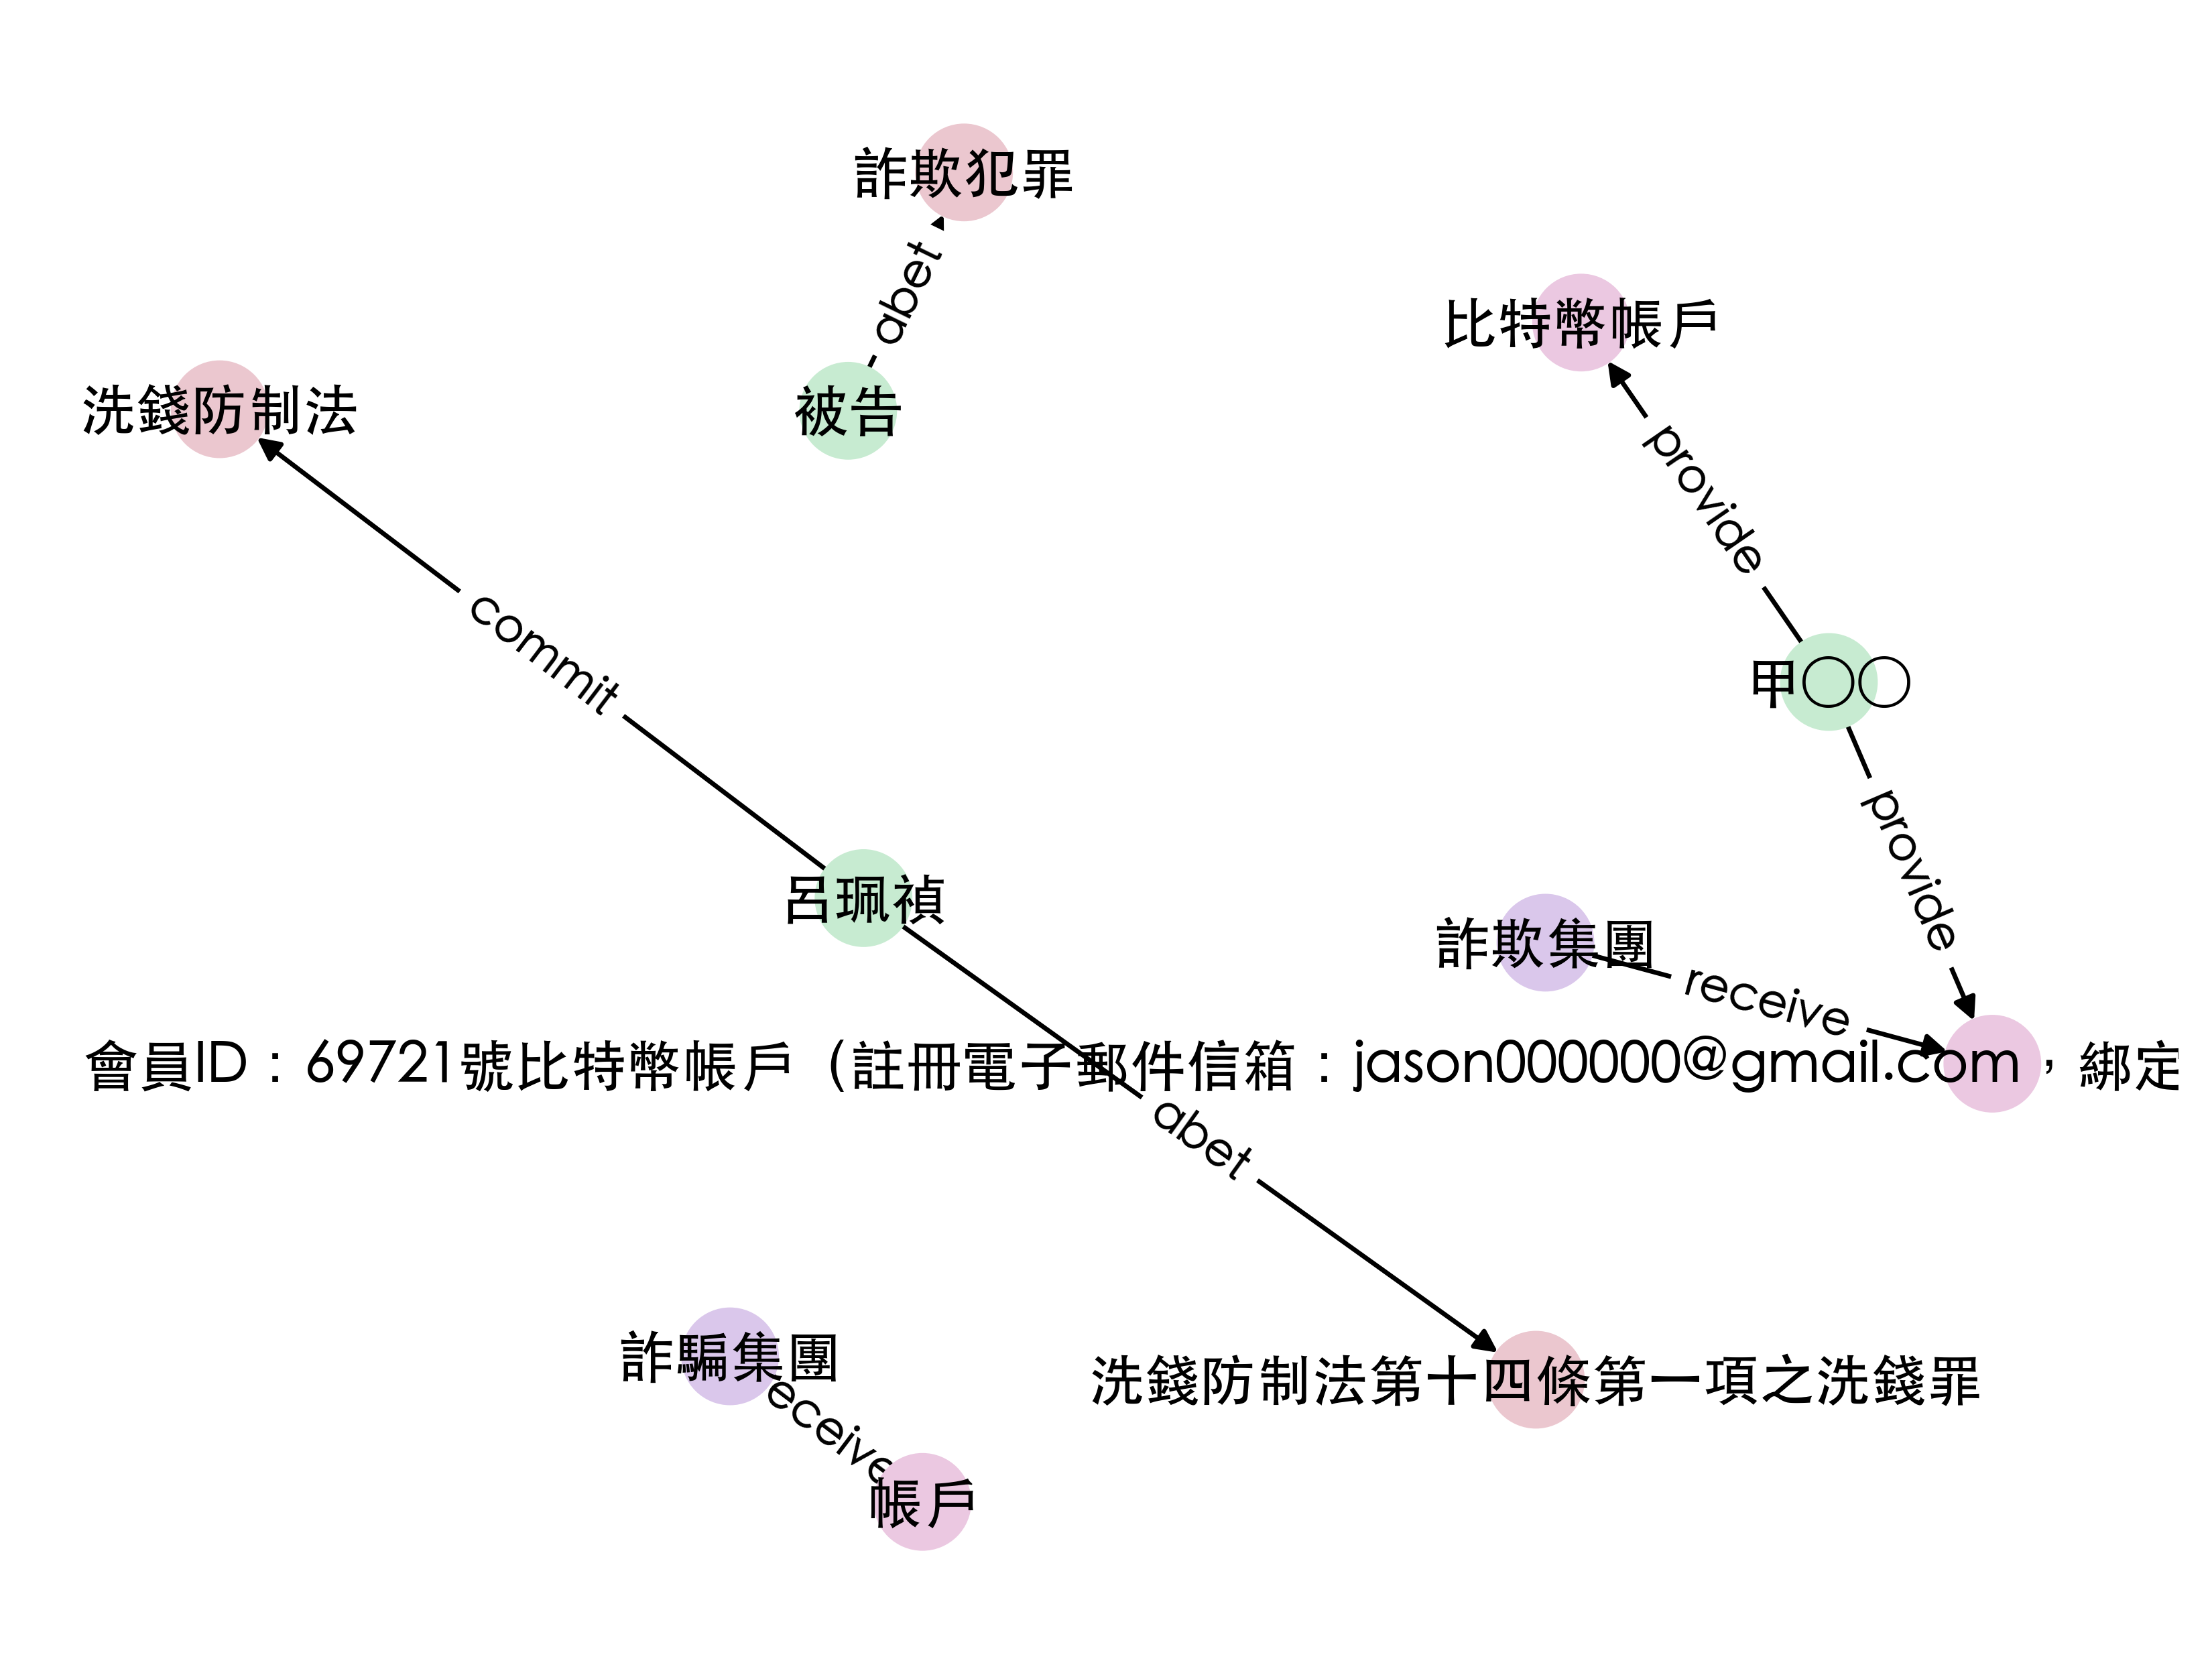 詐欺犯罪
abet
比特幣帳戶
洗錢防制法
被告
provide
commit
甲〇〇
provide
呂珮禎
詐欺集團
receive
會員ID：69721號比特幣帳戶（註冊電子郵件信箱：jason000000@gmail.com，綁定
abet
詐騙集團
洗錢防制法第十四條第一項之洗錢罪
eceive
帳戶